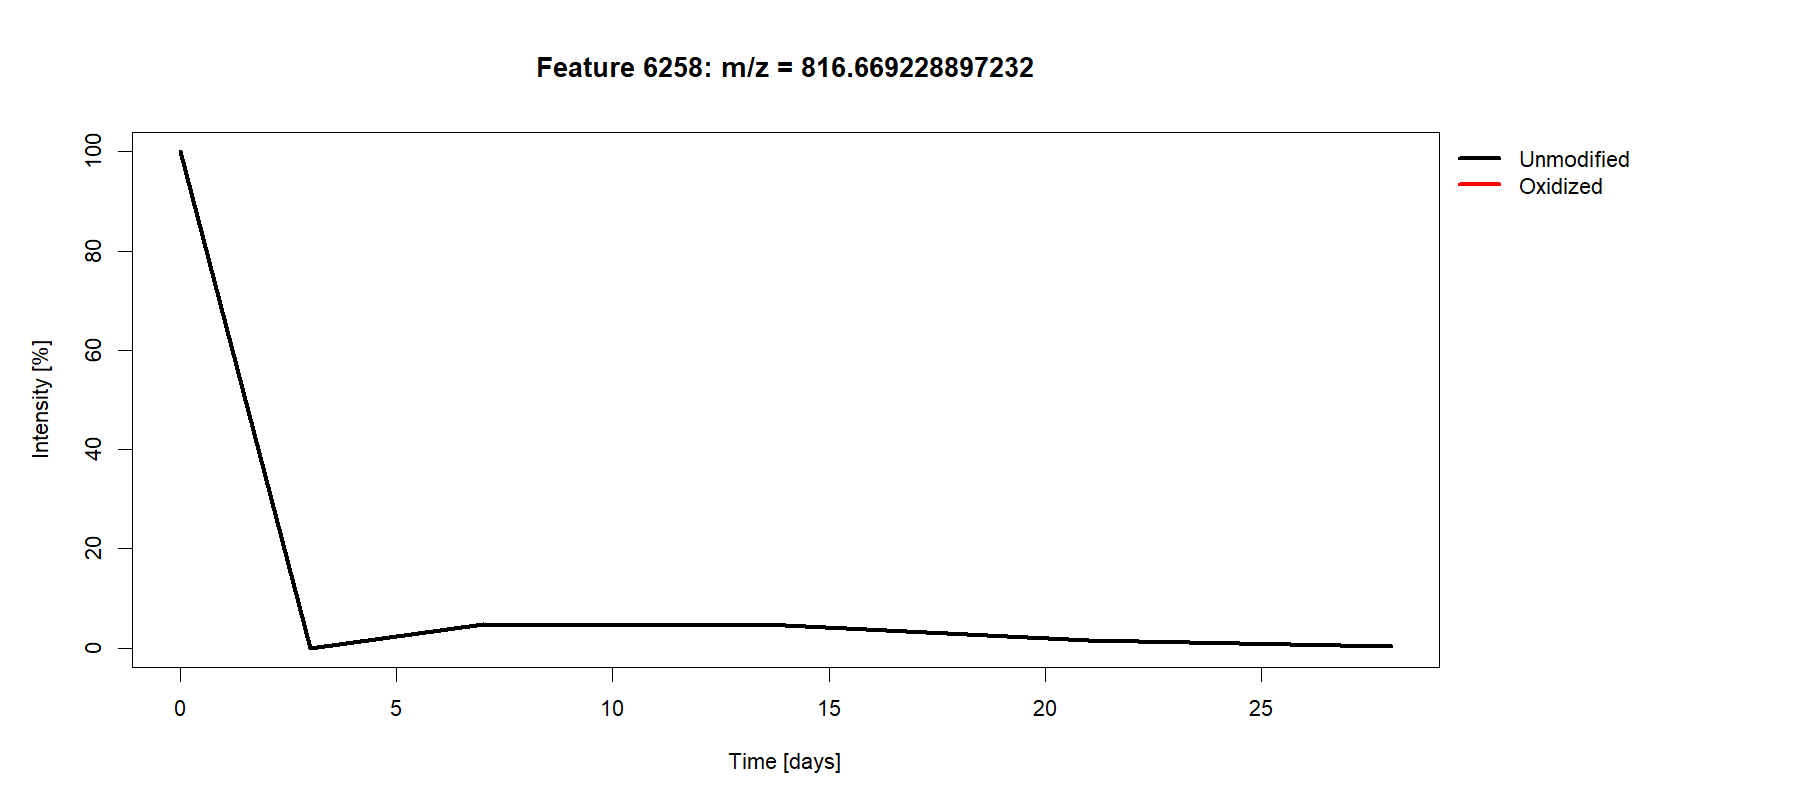 Feature 6258: m/z = 816.669228897232
Unmodified
Oxidized
Intensity [%]
100
80
60
40
20
0
0 5 10 15 20 25
Time [days]